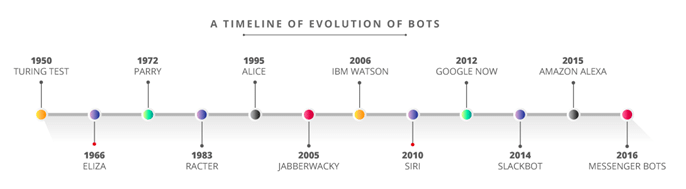 A TIMELINE OF EVOLUTION OF BOTS
1950
TURING TEST
1966
ELIZA
1972
PARRY
1983
RACTER
1995
ALICE
2005
JABBERWACKY
2006
IBM WATSON
2010
SIRI
2012
GOOGLE NOW
2014
SLACKBOT
2015
AMAZON ALEXA
2016
MESSENGER BOTS